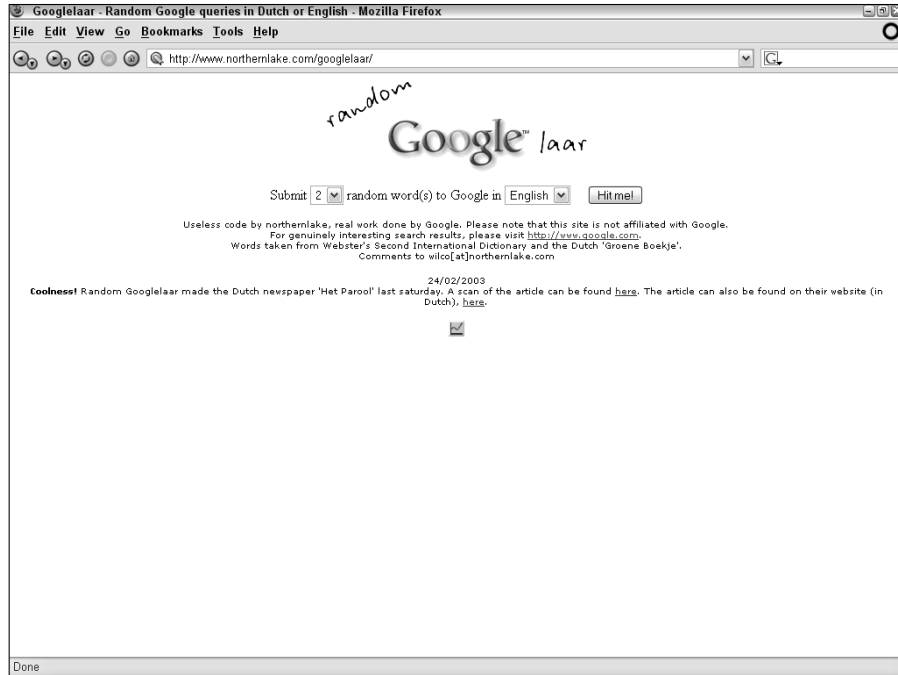 Googlelaar - Random Google queries in Dutch or English - Mozilla Firefox
File Edit View Go Bookmarks Tools Help
http://www.northernlake.com/googlelaar/ G
random
Google™ laar
Submit 2 random word(s) to Google in English Hit me!
Useless code by northernlake, real work done by Google. Please note that this site is not affiliated with Google.
For genuinely interesting search results, please visit http://www.google.com.
Words taken from Webster's Second International Dictionary and the Dutch 'Groene Boekje'.
Comments to wilco[at]northernlake.com
24/02/2003
Coolness! Random Googlelaar made the Dutch newspaper 'Het Parool' last saturday. A scan of the article can be found here. The article can also be found on their website (in
Dutch), here.
Done